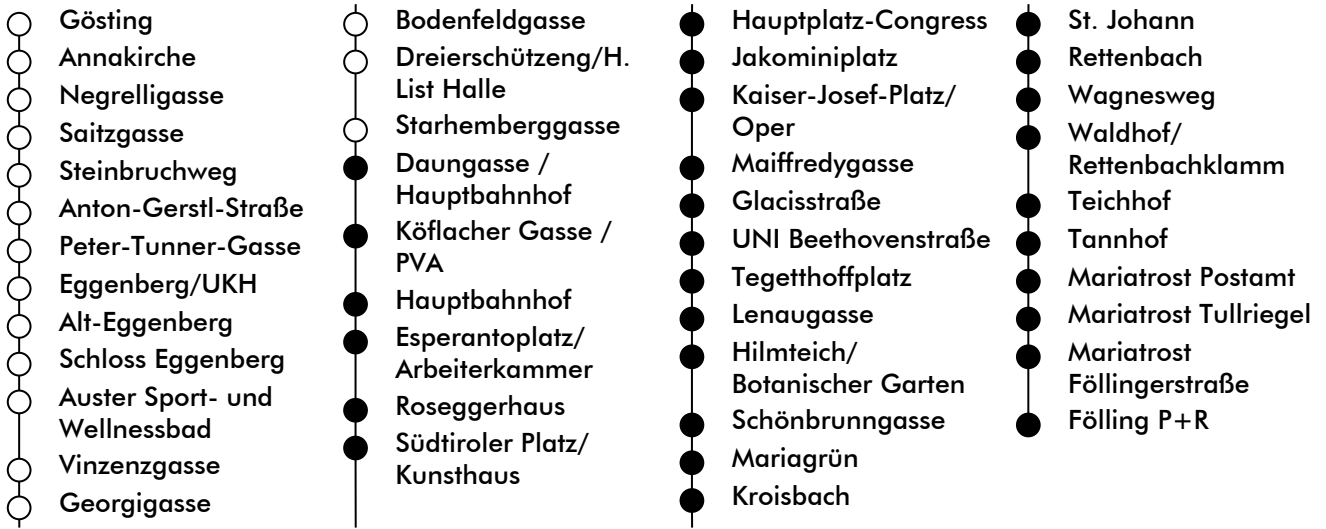 Gösting
Annakirche
Negrelligasse
Saitzgasse
Steinbruchweg
Anton-Gerstl-Straße
Peter-Tunner-Gasse
Eggenberg/UKH
Alt-Eggenberg
Schloss Eggenberg
Auster Sport- und
Wellnessbad
Vinzenzgasse
Georgigasse
Bodenfeldgasse
Dreierschützeng/H.
List Halle
Starhemberggasse
Daungasse /
Hauptbahnhof
Köflacher Gasse /
PVA
Hauptbahnhof
Esperantoplatz/
Arbeiterkammer
Roseggerhaus
Südtiroler Platz/
Kunsthaus
Hauptplatz-Congress
Jakominiplatz
Kaiser-Josef-Platz/
Oper
Maiffredygasse
Glacisstraße
UNI Beethovenstraße
Tegetthoffplatz
Lenaugasse
Hilmteich/
Botanischer Garten
Schönbrunngasse
Mariagrün
Kroisbach
St. Johann
Rettenbach
Wagnesweg
Waldhof/
Rettenbachklamm
Teichhof
Tannhof
Mariatrost Postamt
Mariatrost Tullriegel
Mariatrost
Föllingerstraße
Fölling P+R